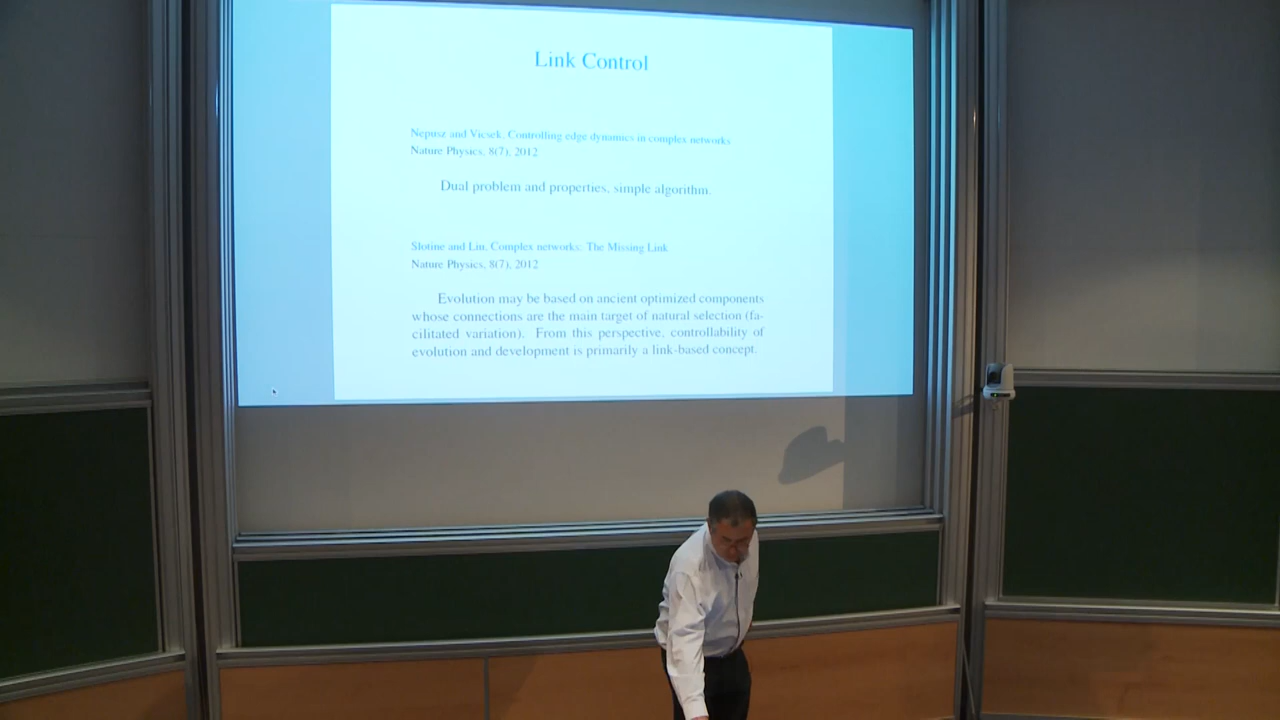 Link Control
Nepusz and Vicsek, Controlling edge dynamics in complex networks
Nature Physics, 8(7), 2012
Dual problem and properties, simple algorithm.
Slotine and Liu, Complex networks: The Missing Link
Nature Physics, 8(7), 2012
Evolution may be based on ancient optimized components
whose connections are the main target of natural selection (fa-
cilitated variation). From this perspective, controllability of
evolution and development is primarily a link-based concept.